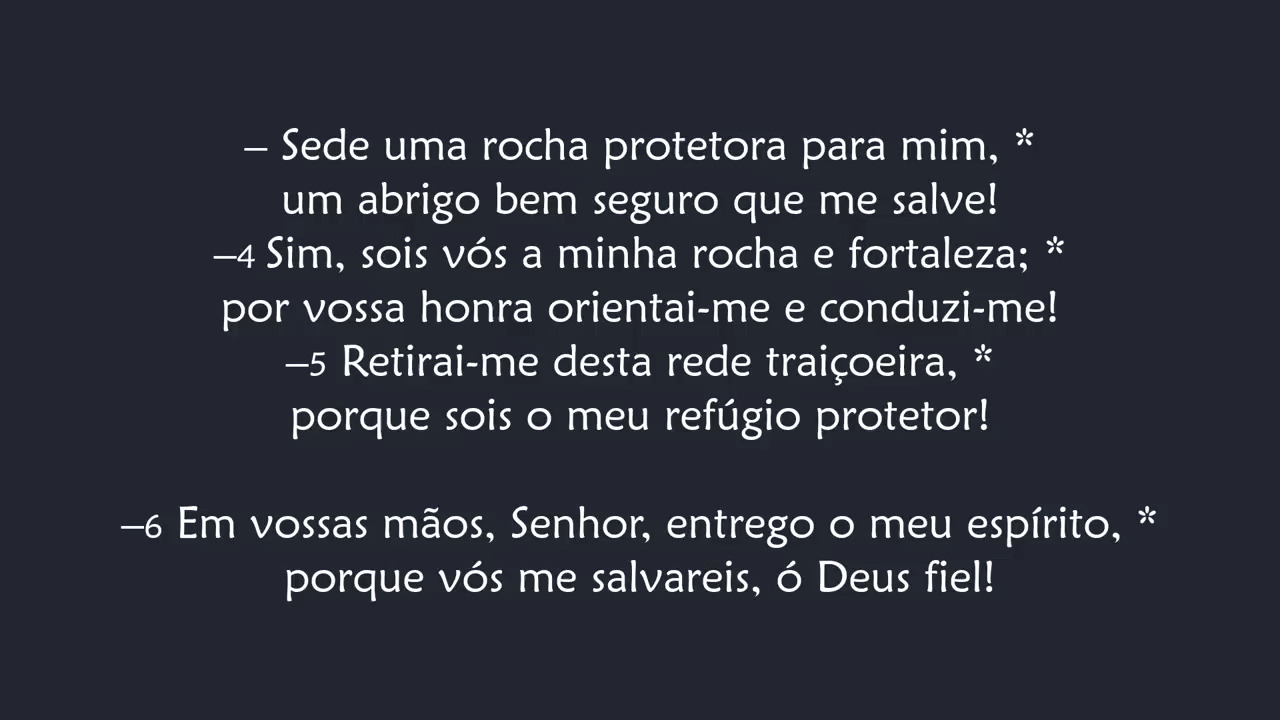 – Sede uma rocha protetora para mim, *
um abrigo bem seguro que me salve!
–4 Sim, sois vós a minha rocha e fortaleza; *
por vossa honra orientai-me e conduzi-me!
–5 Retirai-me desta rede traiçoeira, *
porque sois o meu refúgio protetor!
–6 Em vossas mãos, Senhor, entrego o meu espírito, *
porque vós me salvareis, ó Deus fiel!